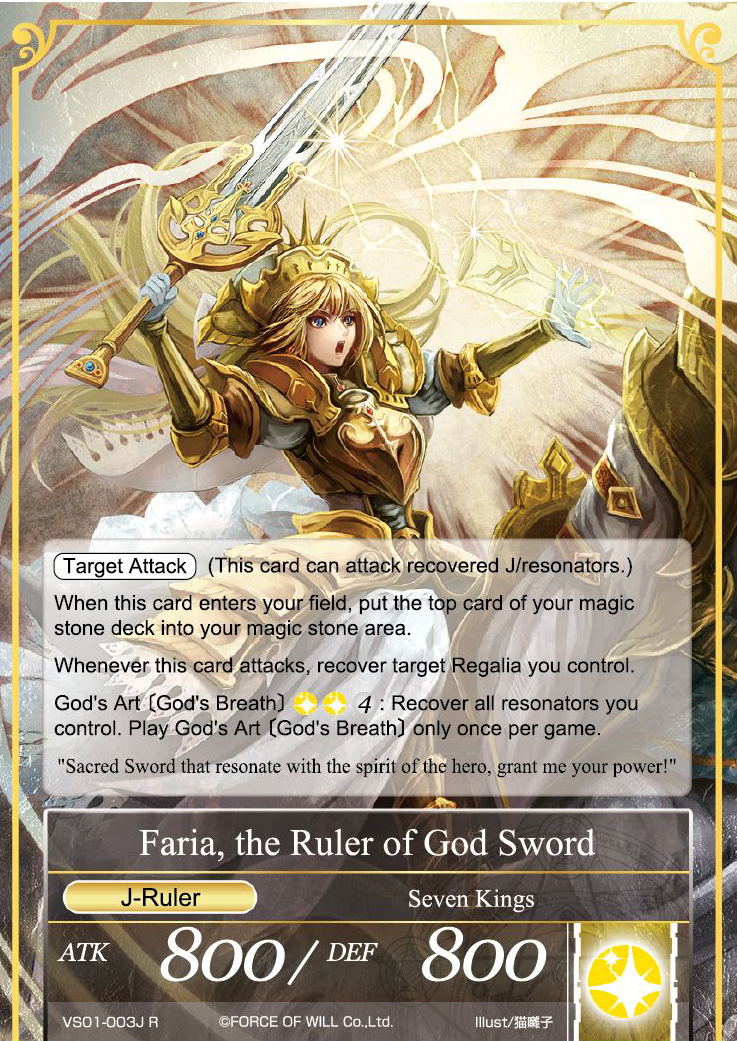 Target Attack (This card can attack recovered J/resonators.)
When this card enters your field, put the top card of your magic
stone deck into your magic stone area.
Whenever this card attacks, recover target Regalia you control.
God's Art〔God's Breath〕 4 : Recover all resonators you
control. Play God's Art〔God's Breath〕only once per game.
"Sacred Sword that resonate with the spirit of the hero, grant me your power!"
Faria, the Ruler of God Sword
J-Ruler Seven Kings
ATK 800 / DEF 800
VS01-003J R ©FORCE OF WILL Co.,Ltd. Illust/猫囃子